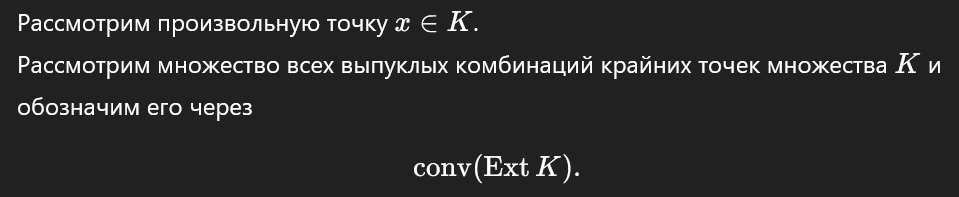 Рассмотрим произвольную точку x ∈ K.
Рассмотрим множество всех выпуклых комбинаций крайних точек множества K и
обозначим его через
conv(Ext K).